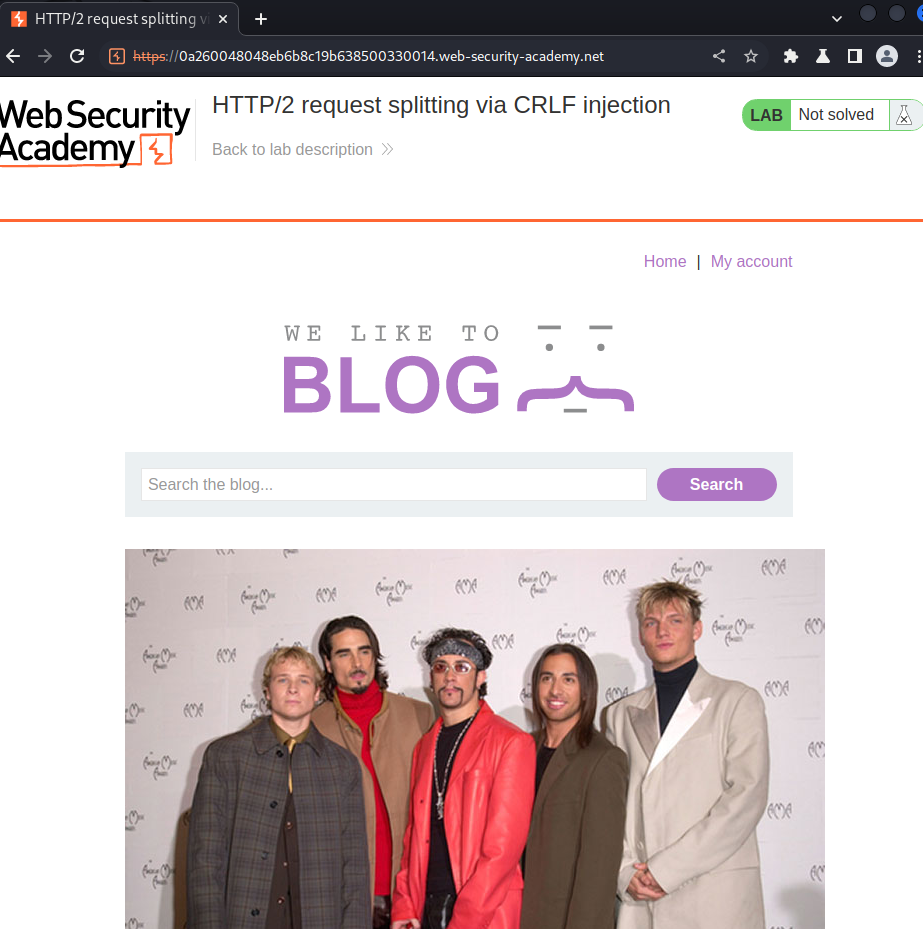 HTTP/2 request splitting vi
https://0a260048048eb6b8c19b638500330014.web-security-academy.net
Web Security
Academy
HTTP/2 request splitting via CRLF injection
Back to lab description
LAB
Not solved
Home | My account
WE LIKE TO
BLOG
Search the blog...
Search
AMA